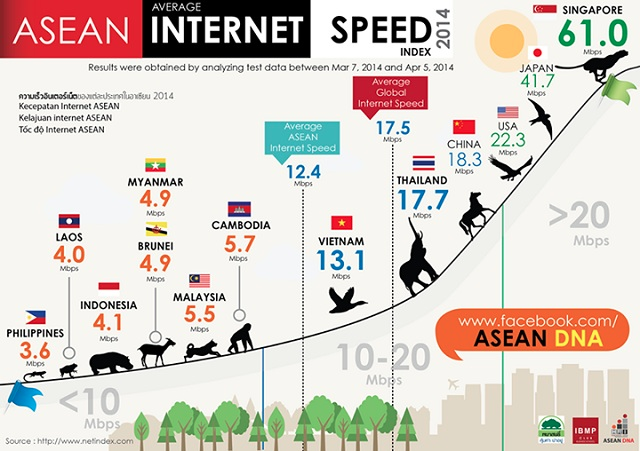 ASEAN
AVERAGE
INTERNET SPEED
INDEX 2014
Results were obtained by analyzing test data between Mar 7, 2014 and Apr 5, 2014
ความเร็วอินเตอร์เน็ตของแต่ละประเทศในอาเซียน 2014
Kecepatan Internet ASEAN
Kelajuan internet ASEAN
Tốc độ Internet ASEAN
PHILIPPINES
3.6
Mbps
LAOS
4.0
Mbps
INDONESIA
4.1
Mbps
MYANMAR
4.9
Mbps
BRUNEI
4.9
Mbps
MALAYSIA
5.5
Mbps
CAMBODIA
5.7
Mbps
Average
ASEAN
Internet Speed
12.4
Mbps
VIETNAM
13.1
Mbps
Average
Global
Internet Speed
17.5
Mbps
THAILAND
17.7
Mbps
CHINA
18.3
Mbps
USA
22.3
Mbps
JAPAN
41.7
Mbps
SINGAPORE
61.0
Mbps
<10
Mbps
10-20
Mbps
>20
Mbps
www.facebook.com/
ASEAN DNA
Source : http://www.netindex.com
IBMP
CLUB
ASEAN DNA